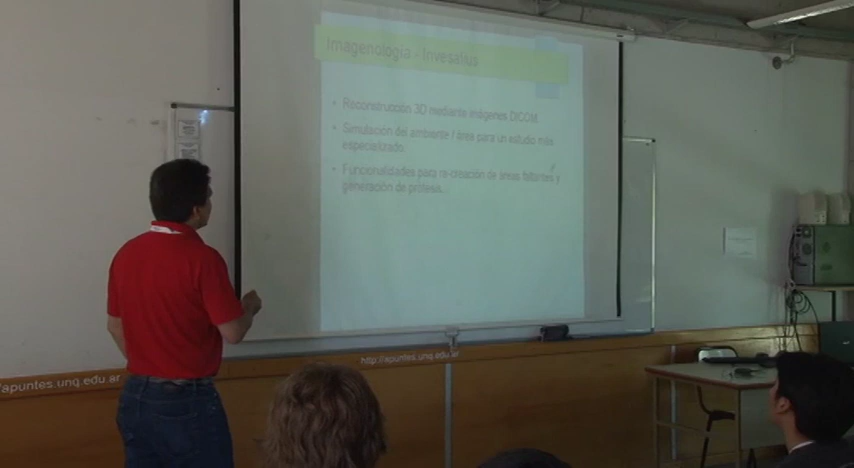 Imagenología - Invesalius
Reconstrucción 3D mediante imágenes DICOM.
Simulación del ambiente / área para un estudio más
especializado.
Funcionalidades para re-creación de áreas faltantes y
generación de prótesis.
http://apuntes.unq.edu.ar
/apuntes.unq.edu.ar